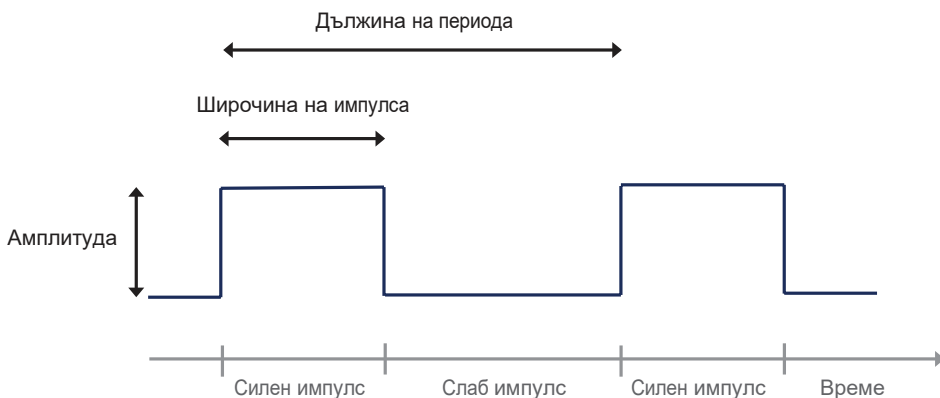 Дължина на периода
Широчина на импулса
Амплитуда
Силен импулс
Слаб импулс
Силен импулс
Време